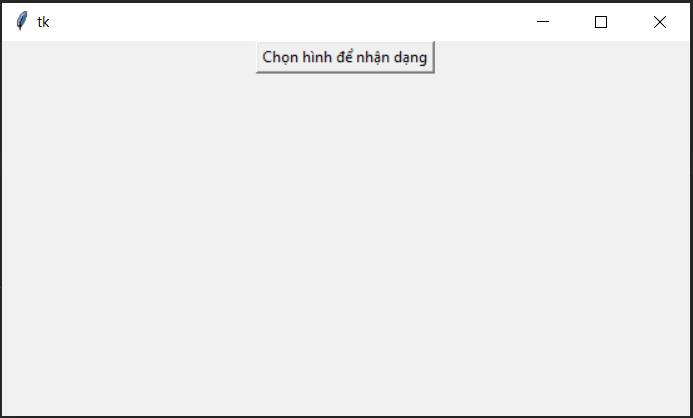 tk
Chọn hình để nhận dạng